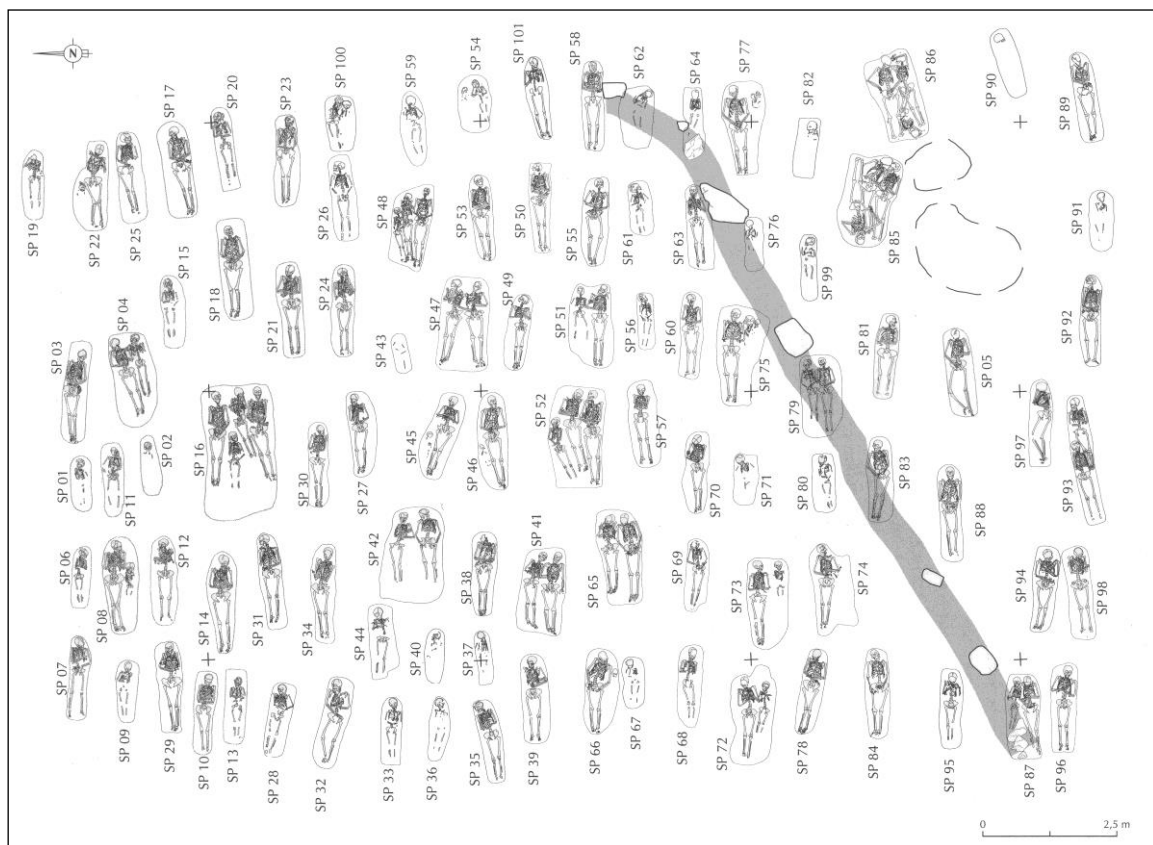 N
SP 19
SP 22
SP 25
SP 17
SP 20
SP 23
SP 100
SP 59
SP 54
SP 101
SP 58
SP 62
SP 64
SP 77
SP 82
SP 86
SP 90
SP 89
SP 03
SP 04
SP 15
SP 18
SP 21
SP 26
SP 24
SP 48
SP 53
SP 50
SP 55
SP 61
SP 63
SP 76
SP 99
SP 85
SP 91
SP 43
SP 47
SP 49
SP 51
SP 56
SP 60
SP 75
SP 79
SP 81
SP 05
SP 92
SP 01
SP 11
SP 02
SP 16
SP 30
SP 27
SP 45
SP 46
SP 52
SP 57
SP 70
SP 71
SP 80
SP 83
SP 88
SP 97
SP 93
SP 06
SP 08
SP 12
SP 14
SP 31
SP 34
SP 42
SP 38
SP 41
SP 65
SP 69
SP 73
SP 74
SP 94
SP 98
SP 07
SP 09
SP 29
SP 10
SP 13
SP 28
SP 32
SP 44
SP 33
SP 40
SP 36
SP 37
SP 35
SP 39
SP 66
SP 67
SP 68
SP 72
SP 78
SP 84
SP 95
SP 87
SP 96
0 2,5 m